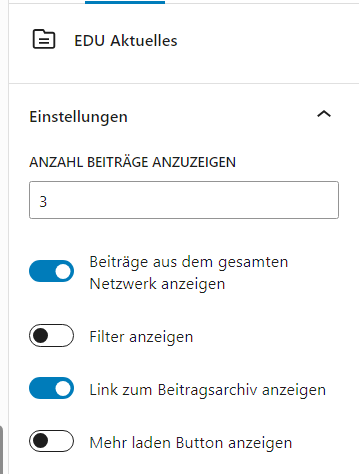 EDU Aktuelles
Einstellungen
ANZAHL BEITRÄGE ANZUZEIGEN
3
Beiträge aus dem gesamten
Netzwerk anzeigen
Filter anzeigen
Link zum Beitragsarchiv anzeigen
Mehr laden Button anzeigen